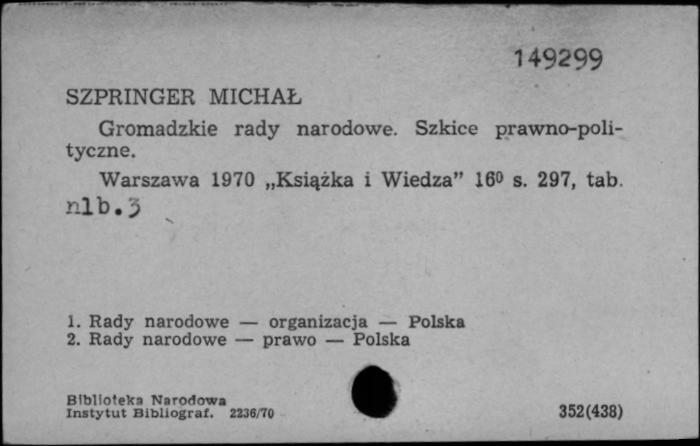 149299
SZPRINGER MICHAŁ
Gromadzkie rady narodowe. Szkice prawno-poli-
tyczne.
Warszawa 1970 „Książka i Wiedza” 16⁰ s. 297, tab.
nlb. 3
1. Rady narodowe — organizacja — Polska
2. Rady narodowe — prawo — Polska
Biblioteka Narodowa
Instytut Bibliograf. 2236/70
352(438)